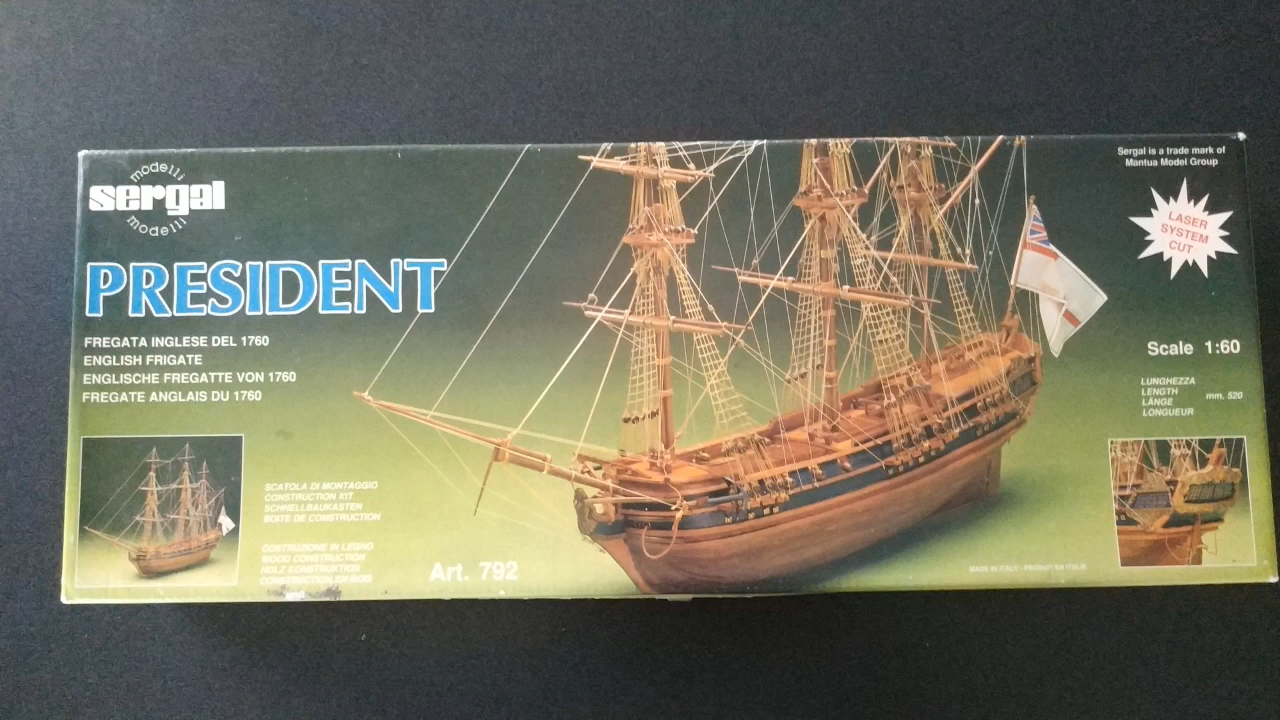 modelli
sergal
modelli
PRESIDENT
FREGATA INGLESE DEL 1760
ENGLISH FRIGATE
ENGLISCHE FREGATTE VON 1760
FREGATE ANGLAIS DU 1760
SCATOLA DI MONTAGGIO
CONSTRUCTION KIT
SCHNELLBAUKASTEN
BOITE DE CONSTRUCTION
COSTRUZIONE IN LEGNO
WOOD CONSTRUCTION
HOLZ KONSTRUKTION
CONSTRUCTION EN BOIS
Art. 792
Sergal is a trade mark of
Mantua Model Group
LASER
SYSTEM
CUT
Scale 1:60
LUNGHEZZA
LENGTH
LÄNGE
LONGUEUR
mm. 520
MADE IN ITALY - PRODUIT EN ITALIE